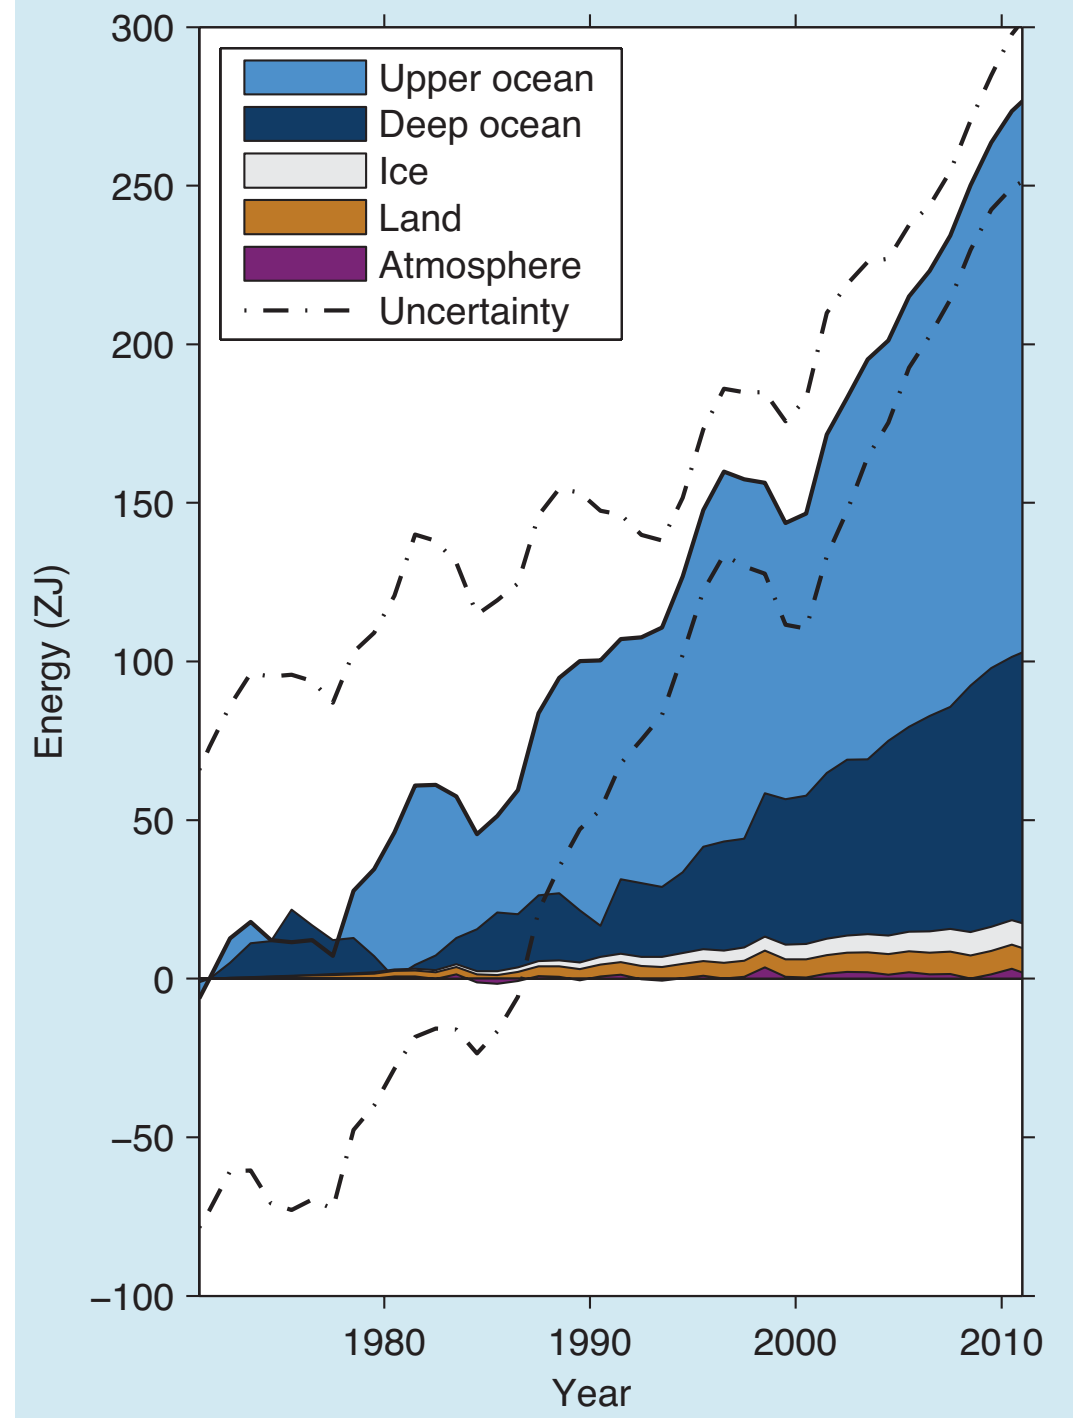 300
250
200
150
100
50
0
−50
−100
Energy (ZJ)
Upper ocean
Deep ocean
Ice
Land
Atmosphere
Uncertainty
1980
1990
2000
2010
Year